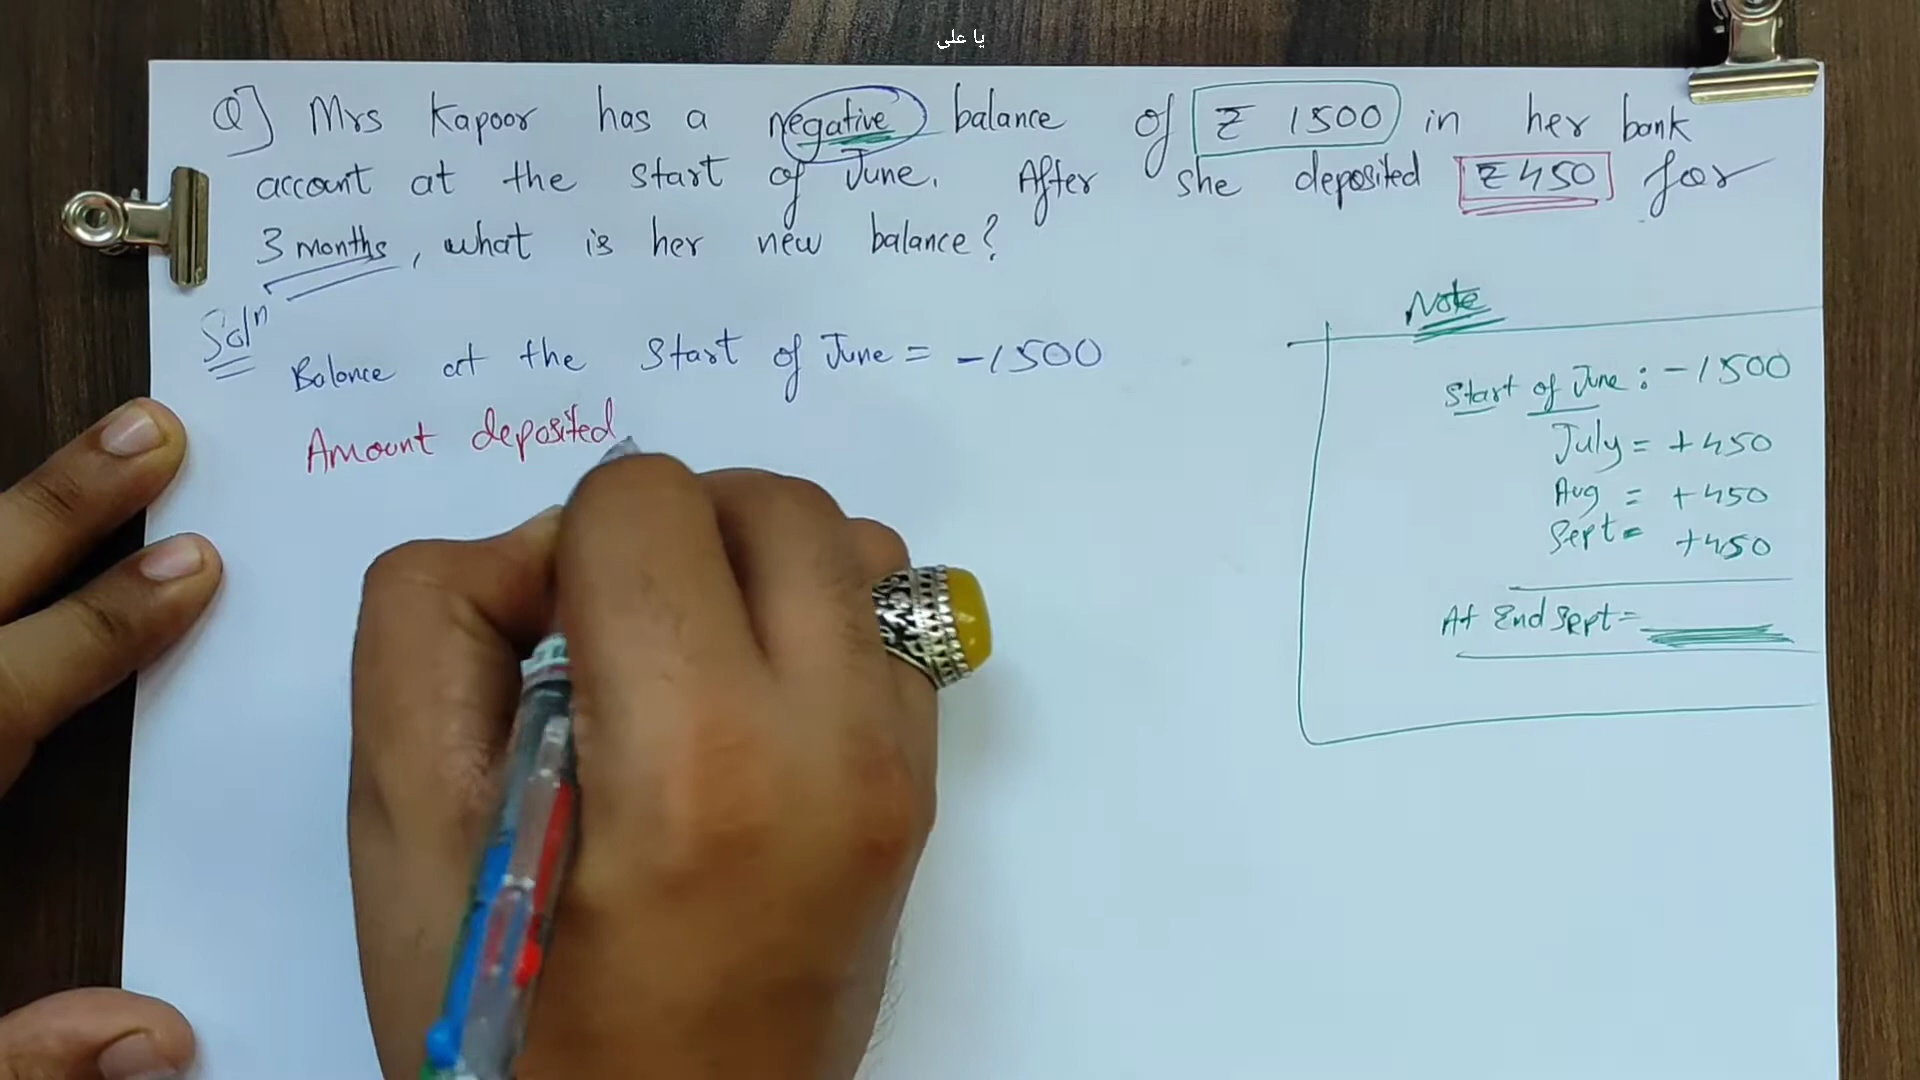 يا علی
Q] Mrs Kapoor has a negative balance of ₹ 1500 in her bank
account at the start of June. After she deposited ₹450 for
3 months, what is her new balance?
Solⁿ
Balance at the Start of June = -1500
Amount deposited
Note
Start of June : -1500
July = +450
Aug = +450
Sept = +450
At End Sept =